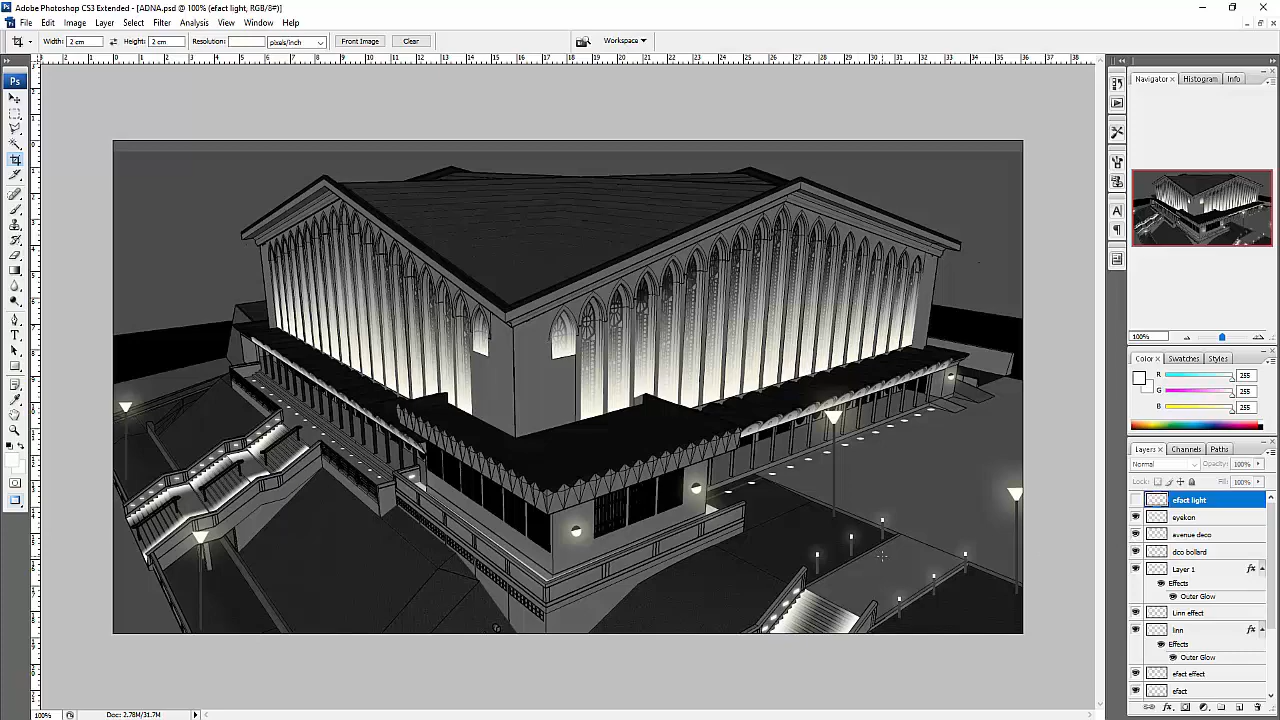 Adobe Photoshop CS3 Extended - [ADNA.psd @ 100% (efact light, RGB/8#)]
File Edit Image Layer Select Filter Analysis View Window Help
Width: 2 cm Height: 2 cm Resolution: pixels/inch Front Image Clear Workspace
Ps
Navigator Histogram Info
100%
Color Swatches Styles
R 255
G 255
B 255
Layers Channels Paths
Normal Opacity: 100%
Lock: Fill: 100%
efact light
eyekon
avenue deco
dco bollard
Layer 1 fx
Effects
Outer Glow
Linn effect
linn fx
Effects
Outer Glow
efact effect
efact
100% Doc: 2.78M/31.7M